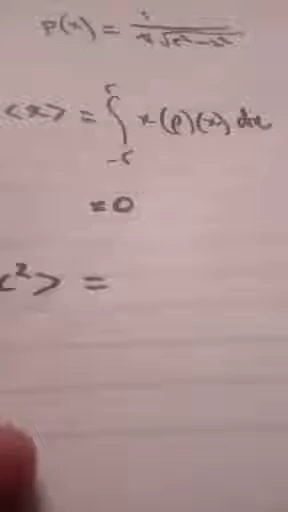 p(x) = 1 / π√r²-x²
<x> = ∫ r -r x(p)(x) dx
= 0
x²> =